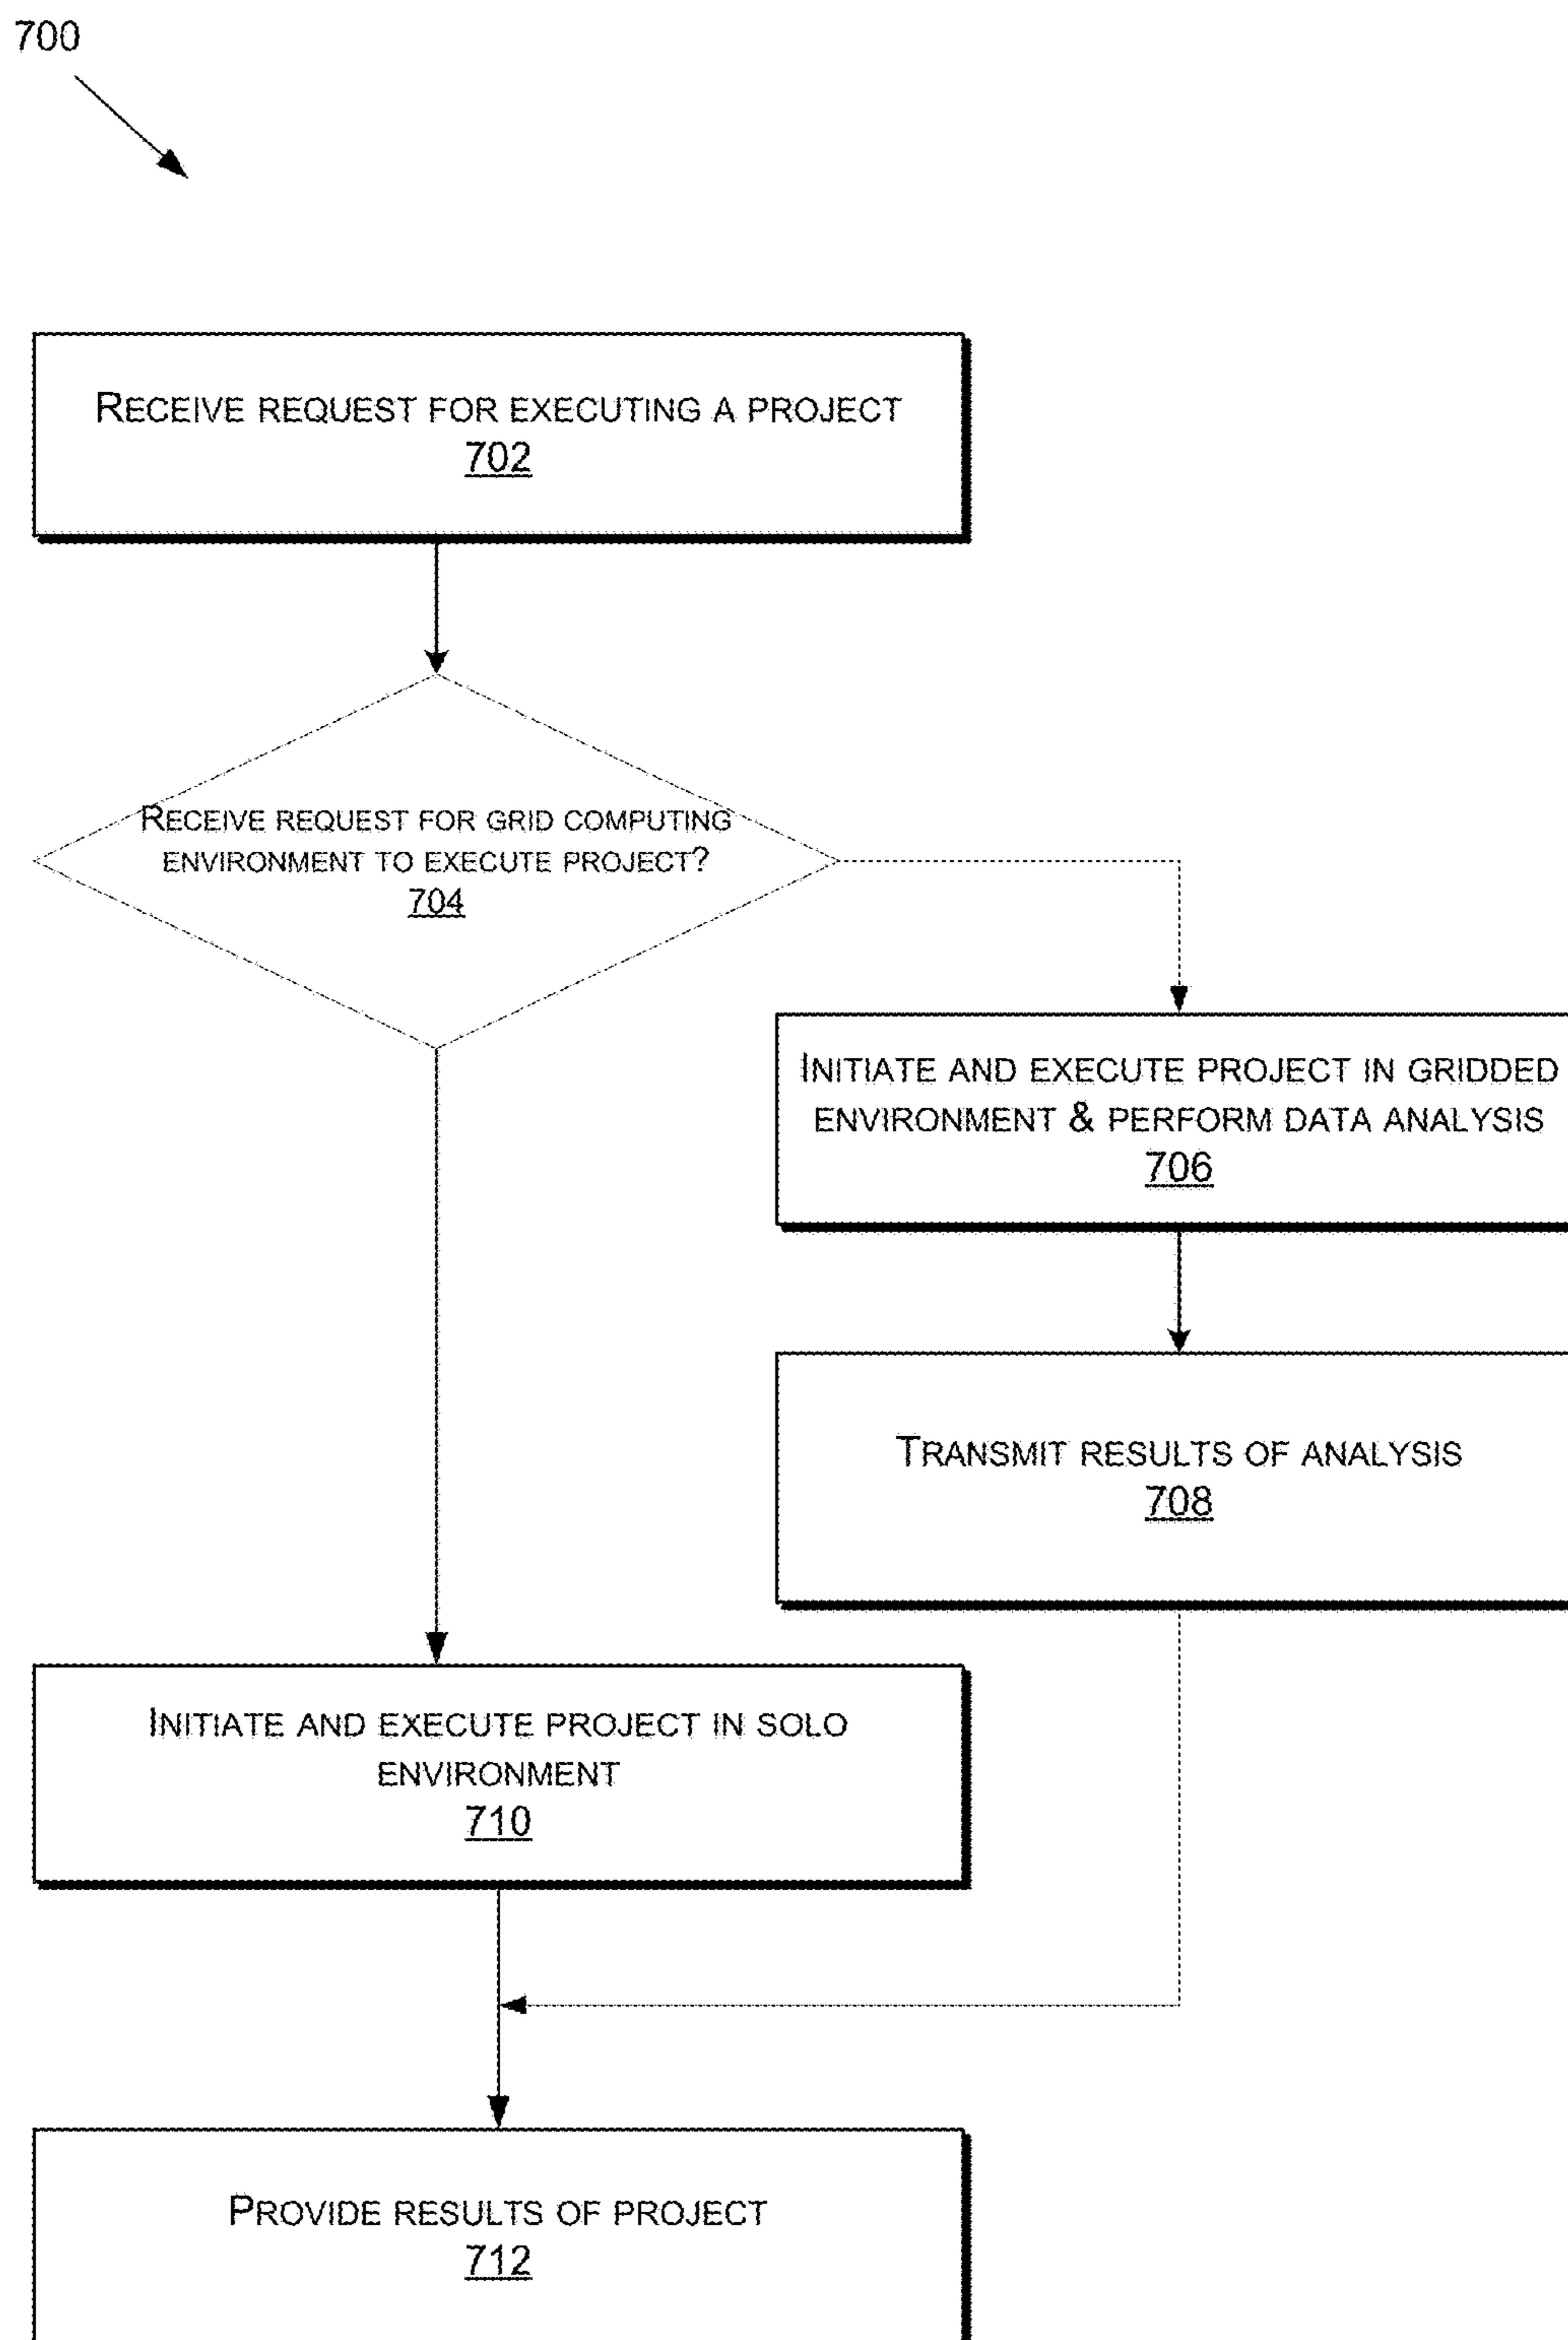 700
RECEIVE REQUEST FOR EXECUTING A PROJECT
702
RECEIVE REQUEST FOR GRID COMPUTING
ENVIRONMENT TO EXECUTE PROJECT?
704
INITIATE AND EXECUTE PROJECT IN GRIDDED
ENVIRONMENT & PERFORM DATA ANALYSIS
706
TRANSMIT RESULTS OF ANALYSIS
708
INITIATE AND EXECUTE PROJECT IN SOLO
ENVIRONMENT
710
PROVIDE RESULTS OF PROJECT
712